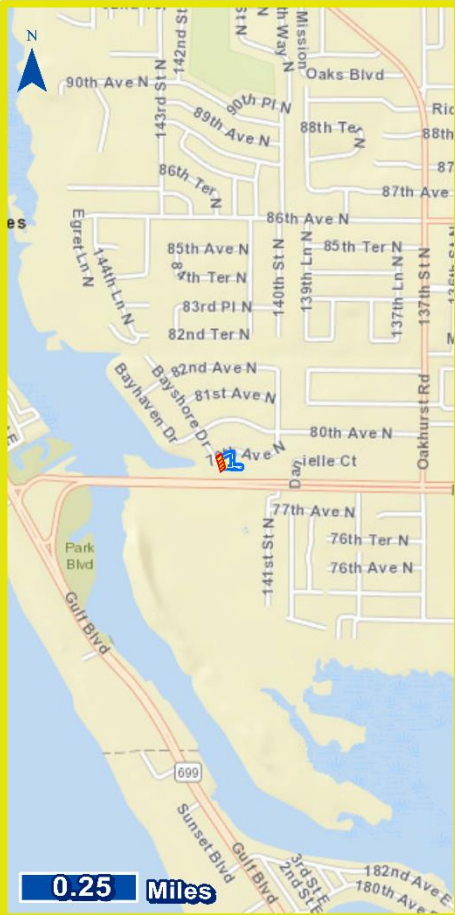 142nd St N
th Way N
Mission
N
90th Ave N
143rd St N
90th Pl N
Oaks Blvd
89th Ave N
88th Ter N
88th
86th Ter N
87th Ave
es
86th Ave N
Egret Ln N
144th Ln N
85th Ave N
140th St N
139th Ln N
85th Ter N
137th Ln N
137th St N
84th Ter N
83rd Pl N
82nd Ter N
82nd Ave N
Bayshore Dr
Bayhaven Dr
81st Ave N
80th Ave N
Oakhurst Rd
Ave N
Danielle Ct
77th Ave N
141st St N
76th Ter N
76th Ave N
Park
Blvd
Gulf Blvd
699
Sunset Blvd
Gulf Blvd
3rd St E
2nd St E
182nd Ave E
180th Ave
0.25 Miles